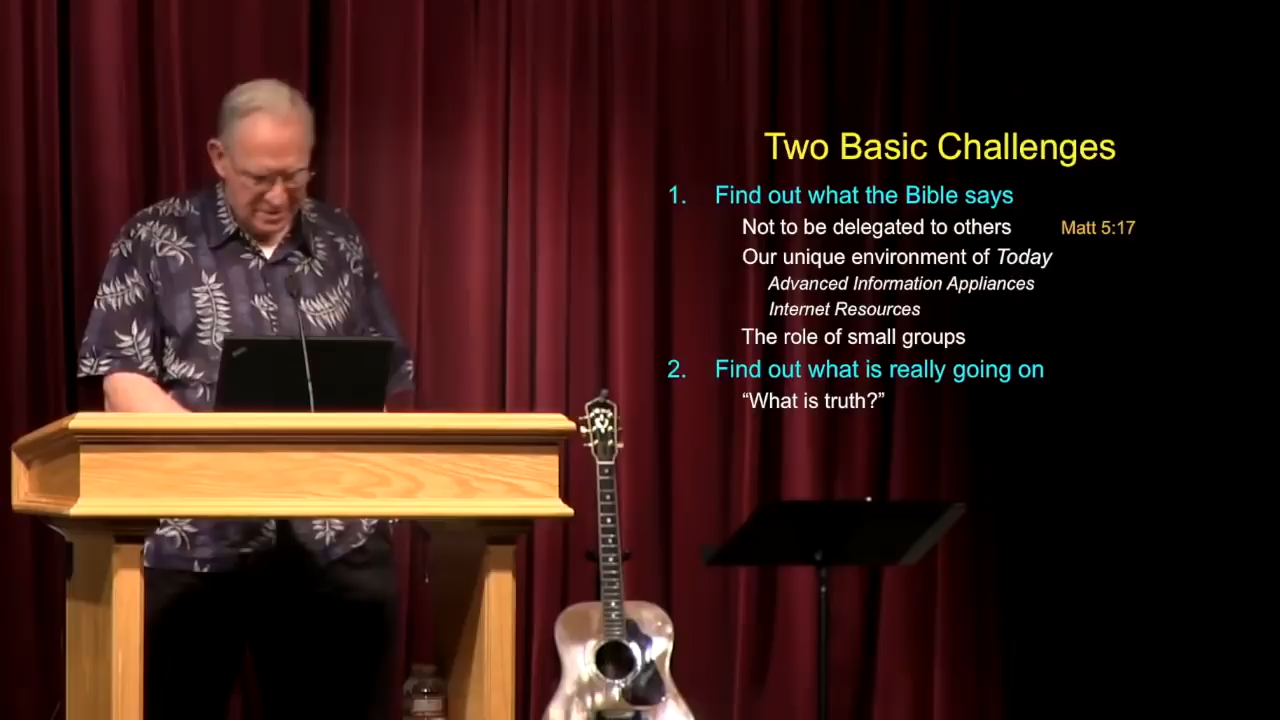 Two Basic Challenges
1. Find out what the Bible says
Not to be delegated to others Matt 5:17
Our unique environment of Today
Advanced Information Appliances
Internet Resources
The role of small groups
2. Find out what is really going on
“What is truth?”